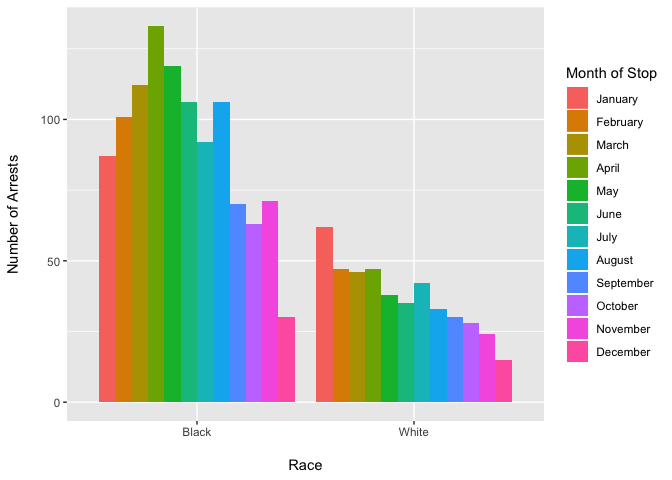 Number of Arrests
100
50
0
Black
White
Race
Month of Stop
January
February
March
April
May
June
July
August
September
October
November
December